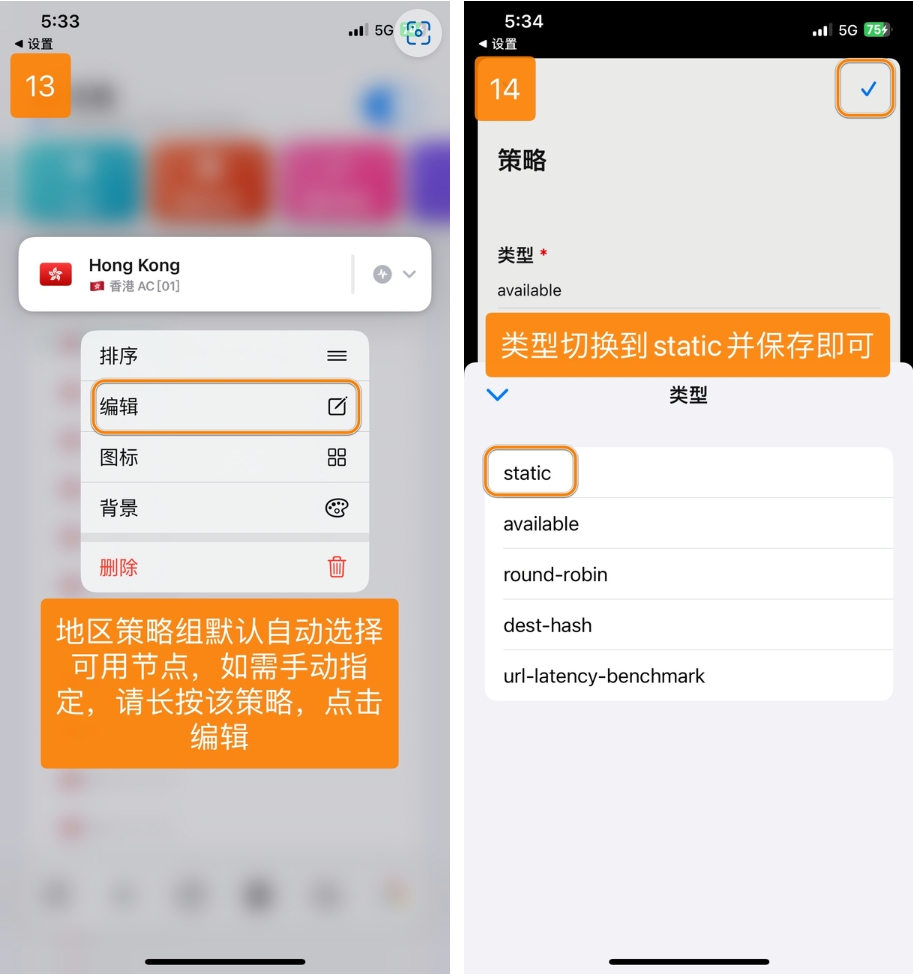 5:33
5G
◀ 设置
13
Hong Kong
香港 AC [01]
排序
编辑
图标
背景
删除
地区策略组默认自动选择
可用节点，如需手动指
定，请长按该策略，点击
编辑
5:34
5G 75
◀ 设置
14
策略
类型 *
available
类型切换到 static 并保存即可
类型
static
available
round-robin
dest-hash
url-latency-benchmark